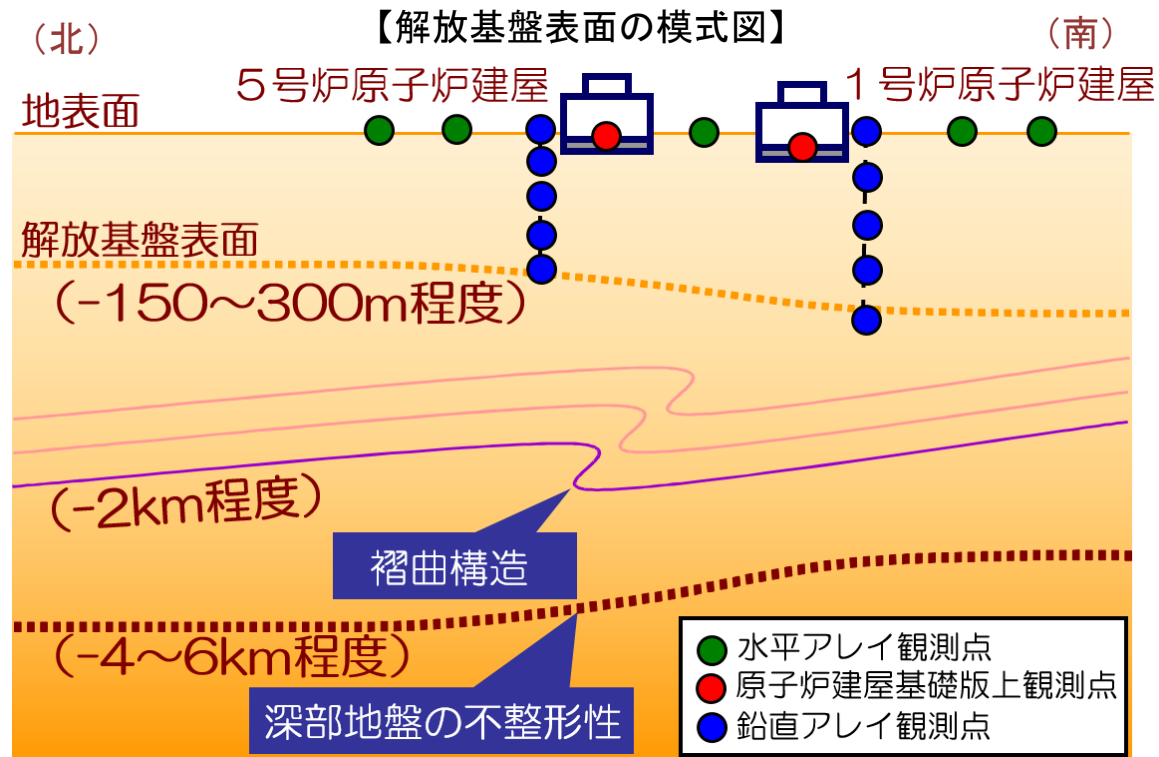 【解放基盤表面の模式図】
（北）
（南）
５号炉原子炉建屋
１号炉原子炉建屋
地表面
解放基盤表面
（-150～300m程度）
（-2km程度）
褶曲構造
（-4～6km程度）
深部地盤の不整形性
水平アレイ観測点
原子炉建屋基礎版上観測点
鉛直アレイ観測点